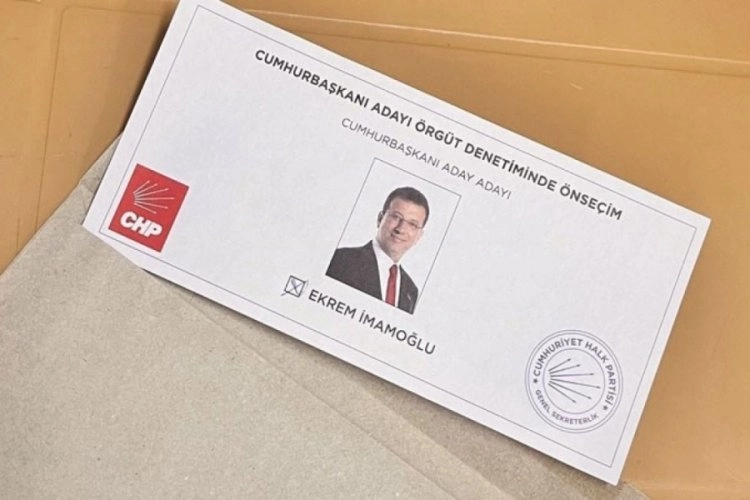 CUMHURBAŞKANI ADAYI ÖRGÜT DENETİMİNDE ÖNSEÇİM
CUMHURBAŞKANI ADAY ADAYI
CHP
EKREM İMAMOĞLU
CUMHURİYET HALK PARTİSİ
GENEL SEKRETERLİK